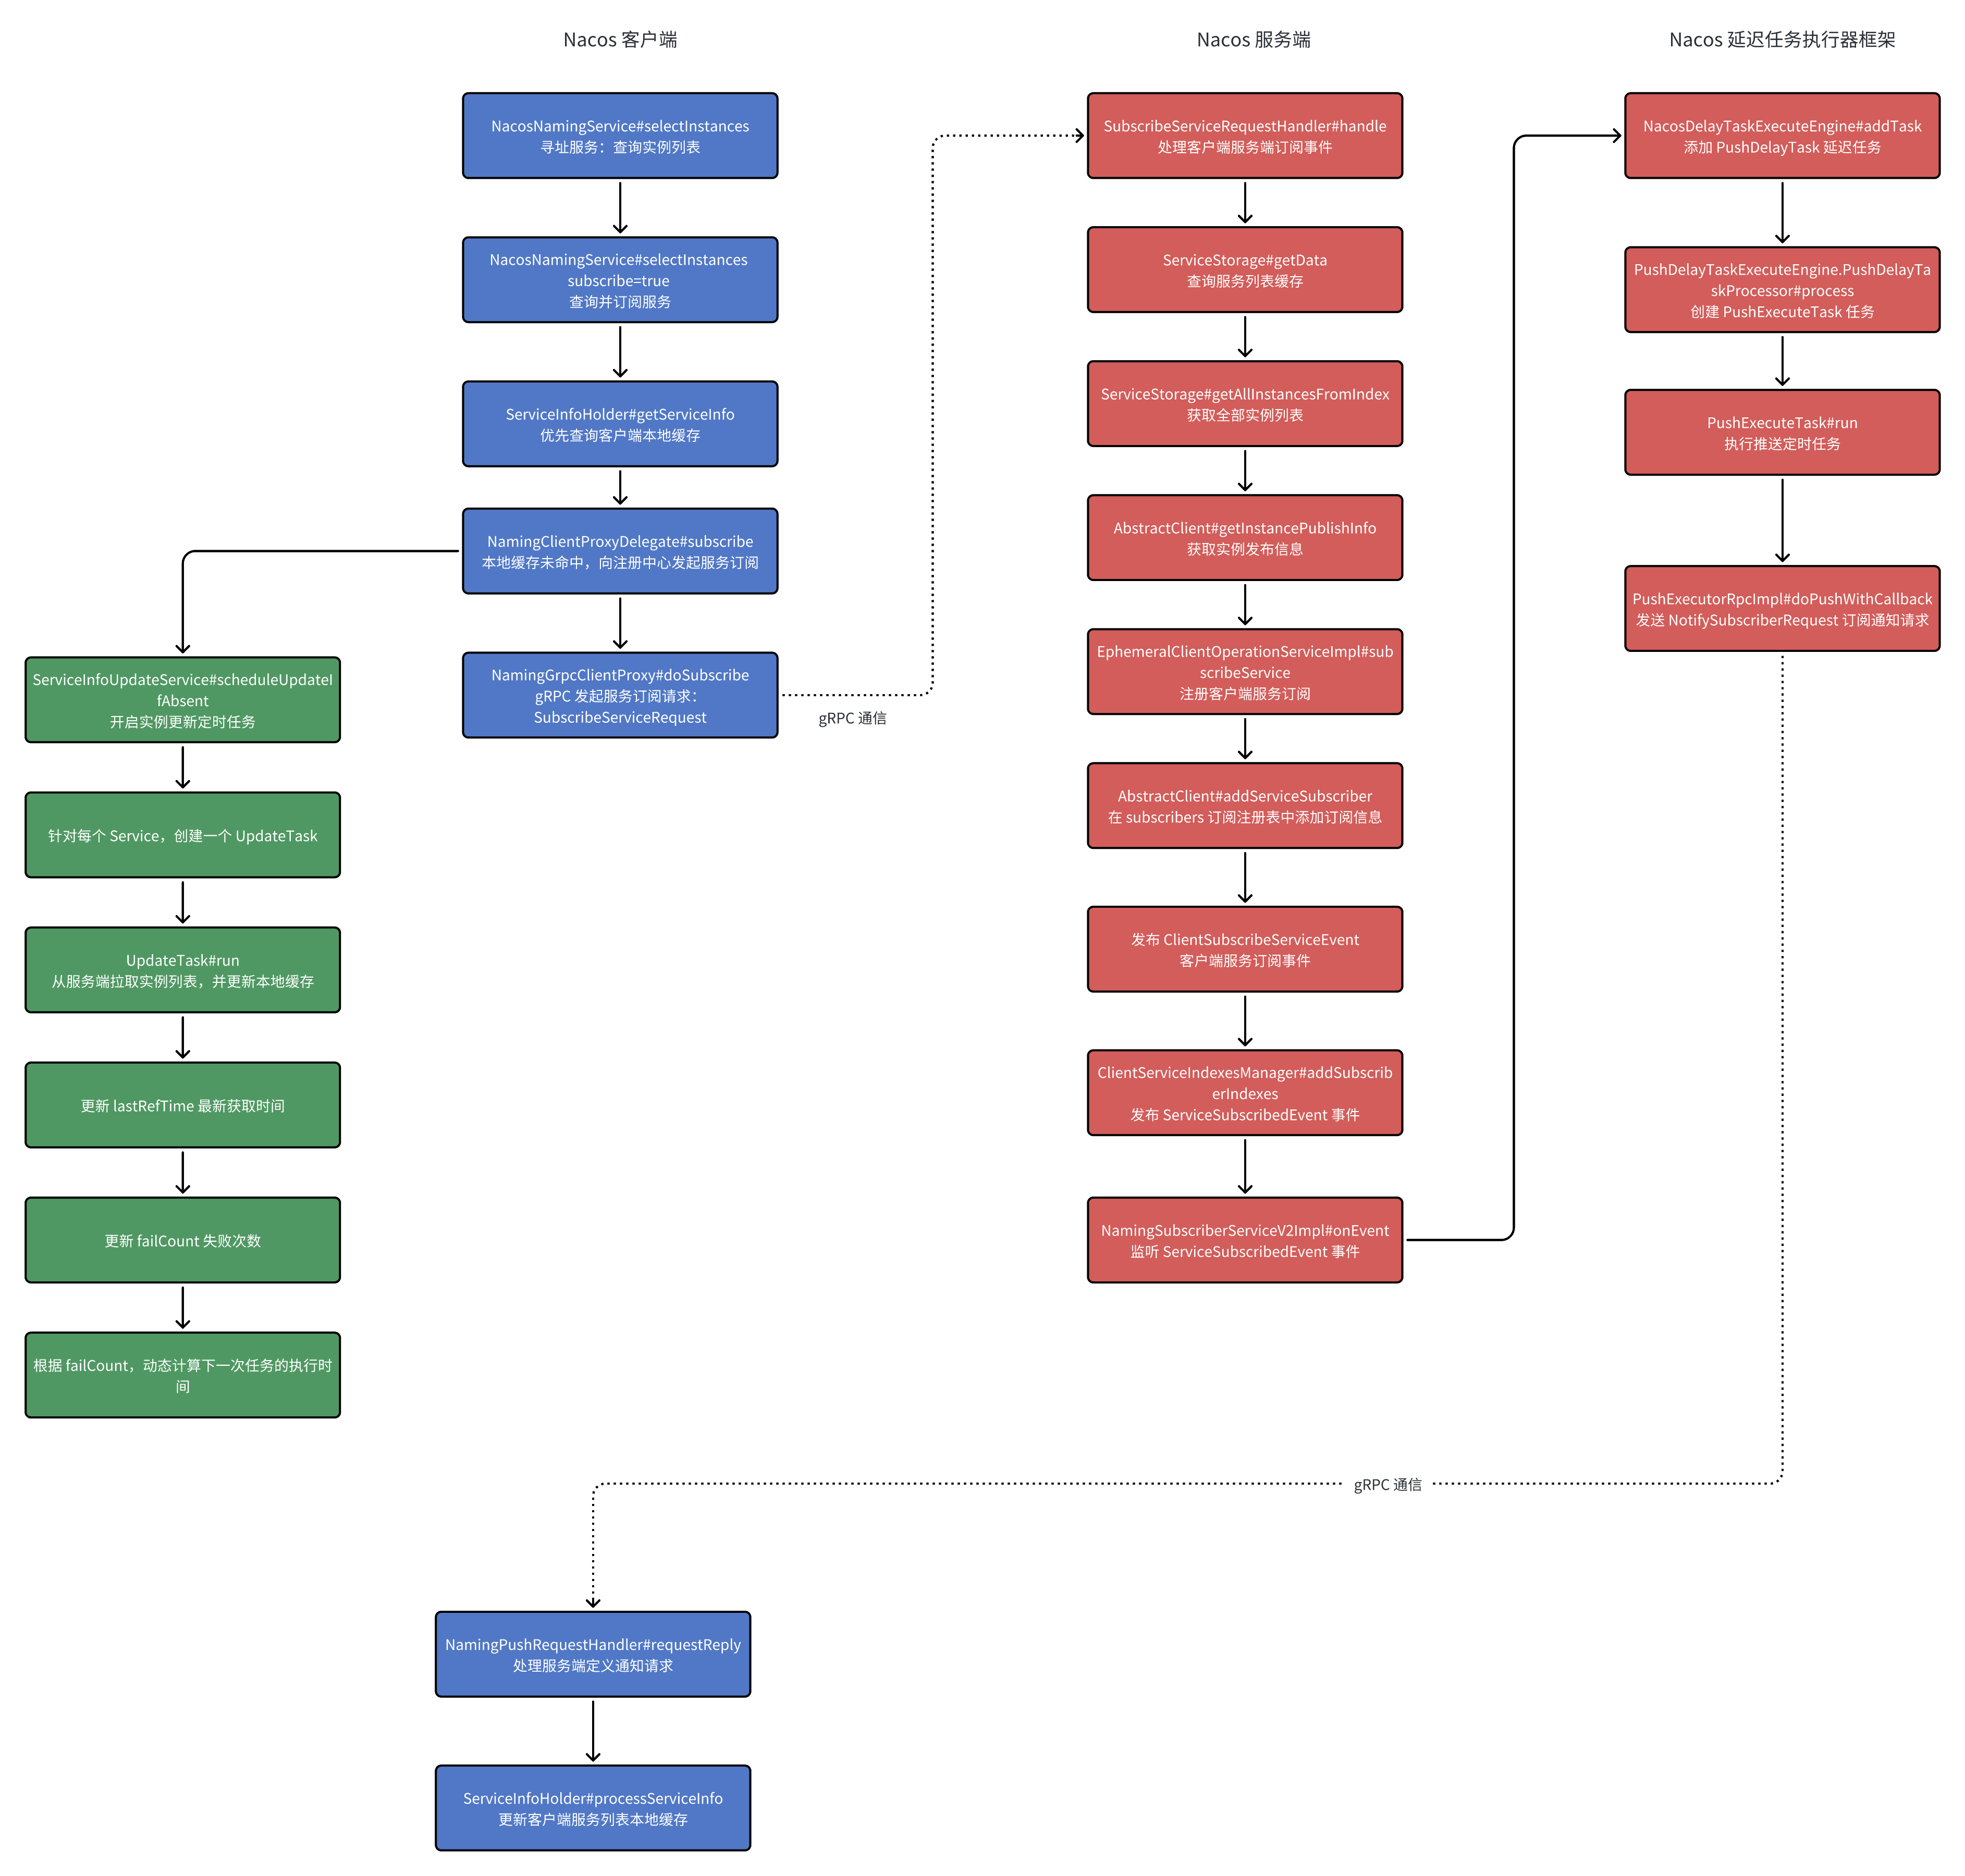 Nacos 客户端
NacosNamingService#selectInstances
寻址服务：查询实例列表
NacosNamingService#selectInstances
subscribe=true
查询并订阅服务
ServiceInfoHolder#getServiceInfo
优先查询客户端本地缓存
NamingClientProxyDelegate#subscribe
本地缓存未命中，向注册中心发起服务订阅
NamingGrpcClientProxy#doSubscribe
gRPC 发起服务订阅请求：
SubscribeServiceRequest
gRPC 通信
ServiceInfoUpdateService#scheduleUpdateI
fAbsent
开启实例更新定时任务
针对每个 Service，创建一个 UpdateTask
UpdateTask#run
从服务端拉取实例列表，并更新本地缓存
更新 lastRefTime 最新获取时间
更新 failCount 失败次数
根据 failCount，动态计算下一次任务的执行时
间
Nacos 服务端
SubscribeServiceRequestHandler#handle
处理客户端服务端订阅事件
ServiceStorage#getData
查询服务列表缓存
ServiceStorage#getAllInstancesFromIndex
获取全部实例列表
AbstractClient#getInstancePublishInfo
获取实例发布信息
EphemeralClientOperationServiceImpl#sub
scribeService
注册客户端服务订阅
AbstractClient#addServiceSubscriber
在 subscribers 订阅注册表中添加订阅信息
发布 ClientSubscribeServiceEvent
客户端服务订阅事件
ClientServiceIndexesManager#addSubscrib
erIndexes
发布 ServiceSubscribedEvent 事件
NamingSubscriberServiceV2Impl#onEvent
监听 ServiceSubscribedEvent 事件
Nacos 延迟任务执行器框架
NacosDelayTaskExecuteEngine#addTask
添加 PushDelayTask 延迟任务
PushDelayTaskExecuteEngine.PushDelayTa
skProcessor#process
创建 PushExecuteTask 任务
PushExecuteTask#run
执行推送定时任务
PushExecutorRpcImpl#doPushWithCallback
发送 NotifySubscriberRequest 订阅通知请求
gRPC 通信
NamingPushRequestHandler#requestReply
处理服务端定义通知请求
ServiceInfoHolder#processServiceInfo
更新客户端服务列表本地缓存